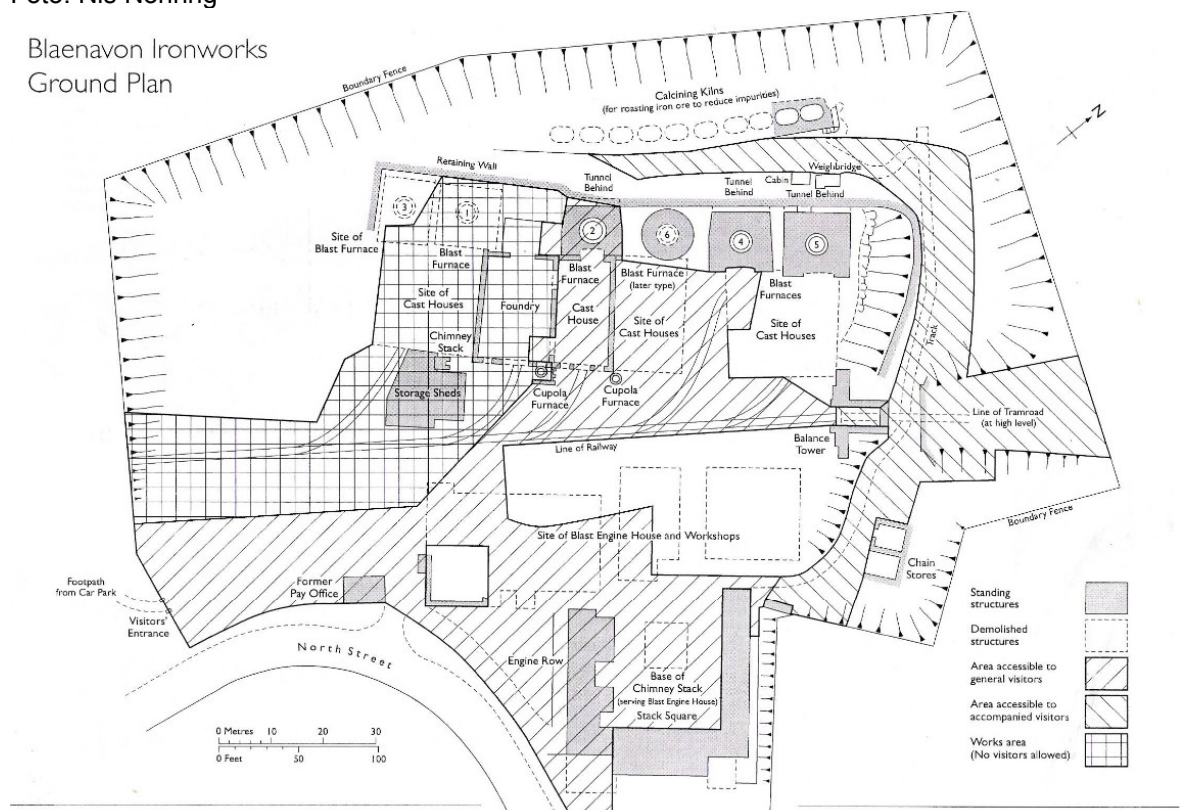 Foto: Nis Nørring
Blaenavon Ironworks
Ground Plan
Boundary Fence
Calcining Kilns
(for roasting iron ore to reduce impurities)
N
Retaining Wall
Tunnel
Behind
Tunnel
Behind
Cabin
Weighbridge
Tunnel Behind
3
1
2
6
4
5
Site of
Blast Furnace
Blast
Furnace
Blast
Furnace
Blast Furnace
(later type)
Blast
Furnaces
Site of
Cast Houses
Foundry
Cast
House
Site of
Cast Houses
Site of
Cast Houses
Track
Chimney
Stack
Storage Sheds
Cupola
Furnace
Cupola
Furnace
Line of Tramroad
(at high level)
Line of Railway
Balance
Tower
Boundary Fence
Site of Blast Engine House and Workshops
Chain
Stores
Footpath
from Car Park
Visitors'
Entrance
Former
Pay Office
North Street
Engine Row
Base of
Chimney Stack
(serving Blast Engine House)
Stack Square
0 Metres 10 20 30
0 Feet 50 100
Standing
structures
Demolished
structures
Area accessible to
general visitors
Area accessible to
accompanied visitors
Works area
(No visitors allowed)